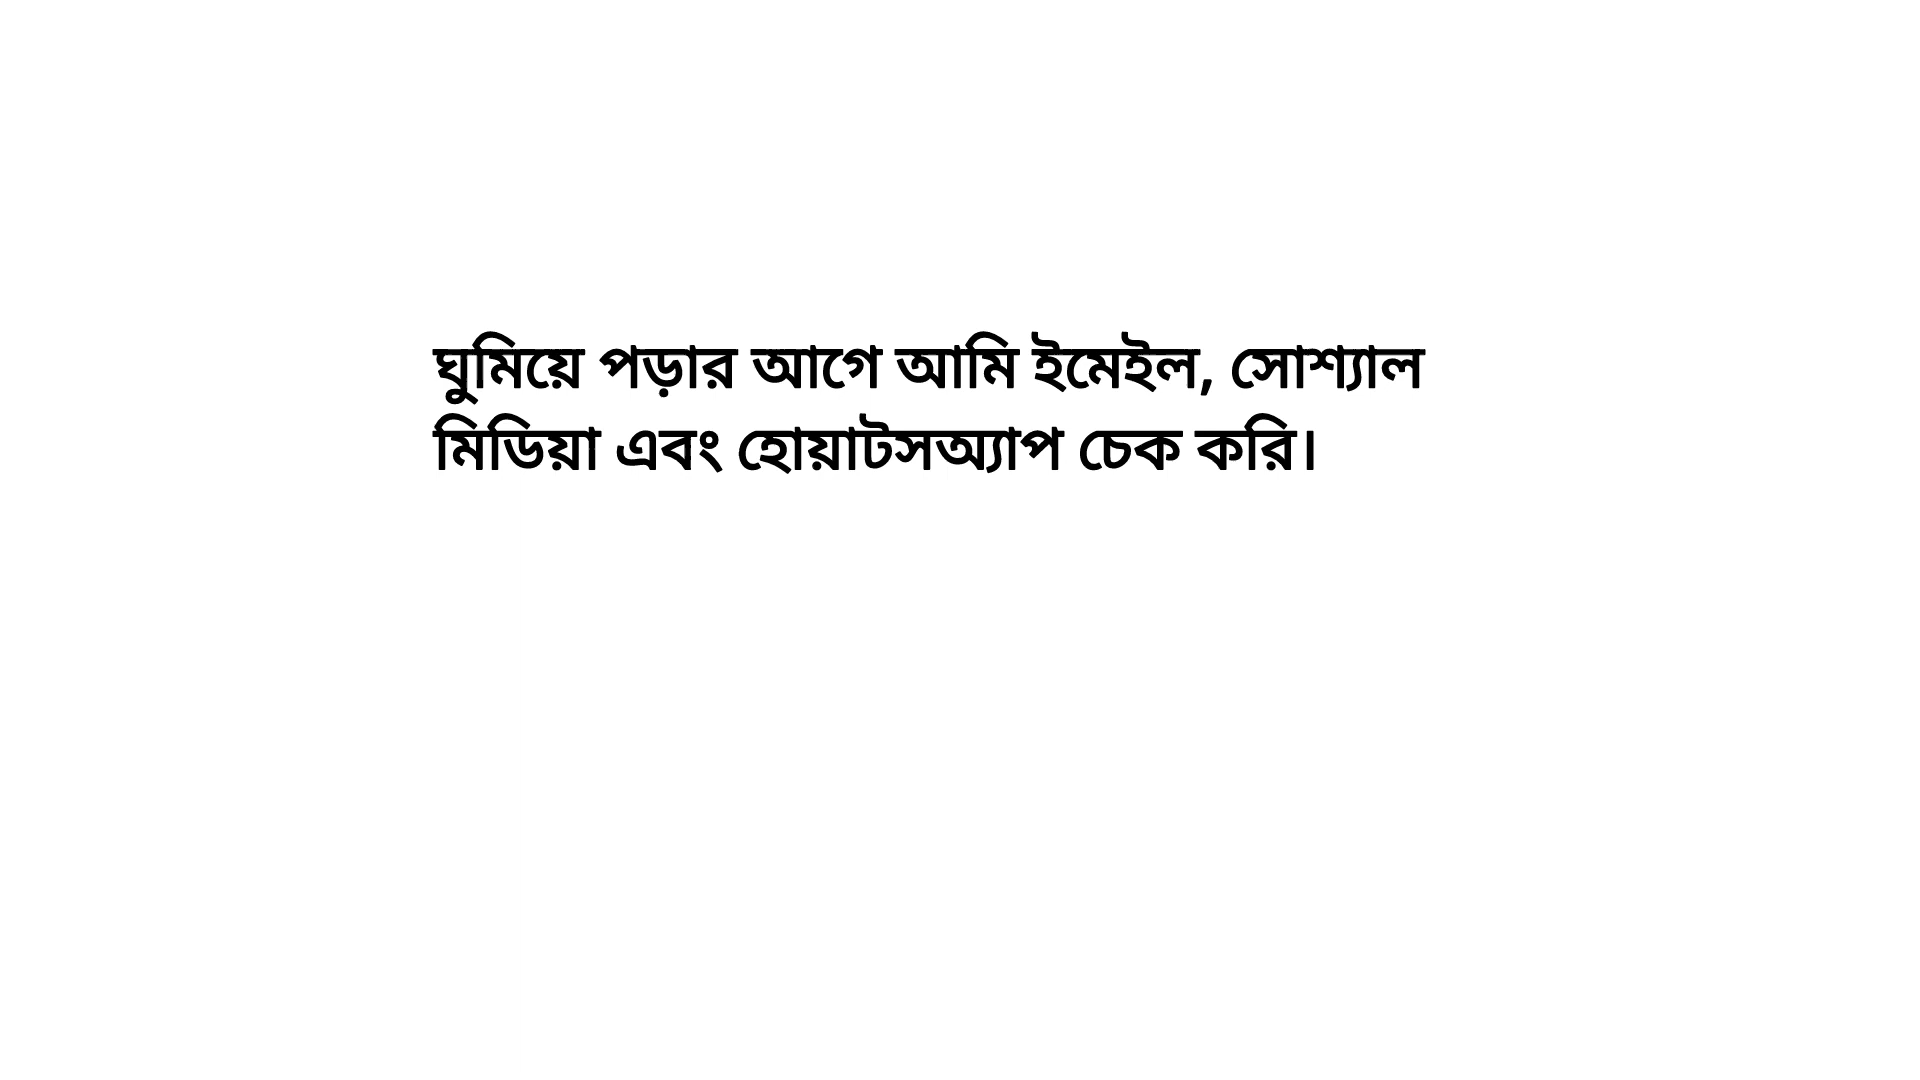 ঘুমিয়ে পড়ার আগে আমি ইমেইল, সোশ্যাল
মিডিয়া এবং হোয়াটসঅ্যাপ চেক করি।